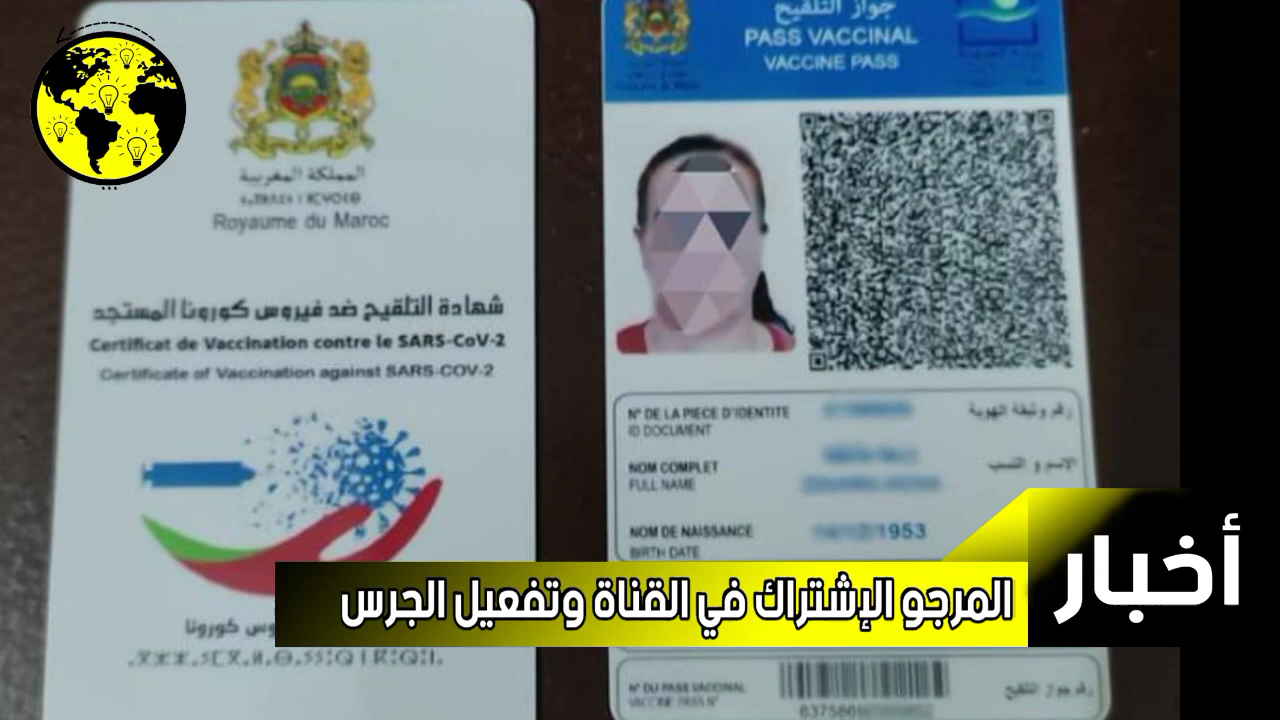 المملكة المغربية
Royaume du Maroc
شهادة التلقيح ضد فيروس كورونا المستجد
Certificat de Vaccination contre le SARS-CoV-2
Certificate of Vaccination against SARS-COV-2
كورونا
جواز التلقيح
PASS VACCINAL
VACCINE PASS
N° DE LA PIECE D'IDENTITE
رقم وثيقة الهوية
ID DOCUMENT
NOM COMPLET
الاسم و النسب
FULL NAME
NOM DE NAISSANCE
1953
BIRTH DATE
أخبار
المرجو الإشتراك في القناة وتفعيل الجرس
N° DU PASS VACCINAL
رقم جواز التلقيح
VACCINE PASS N°